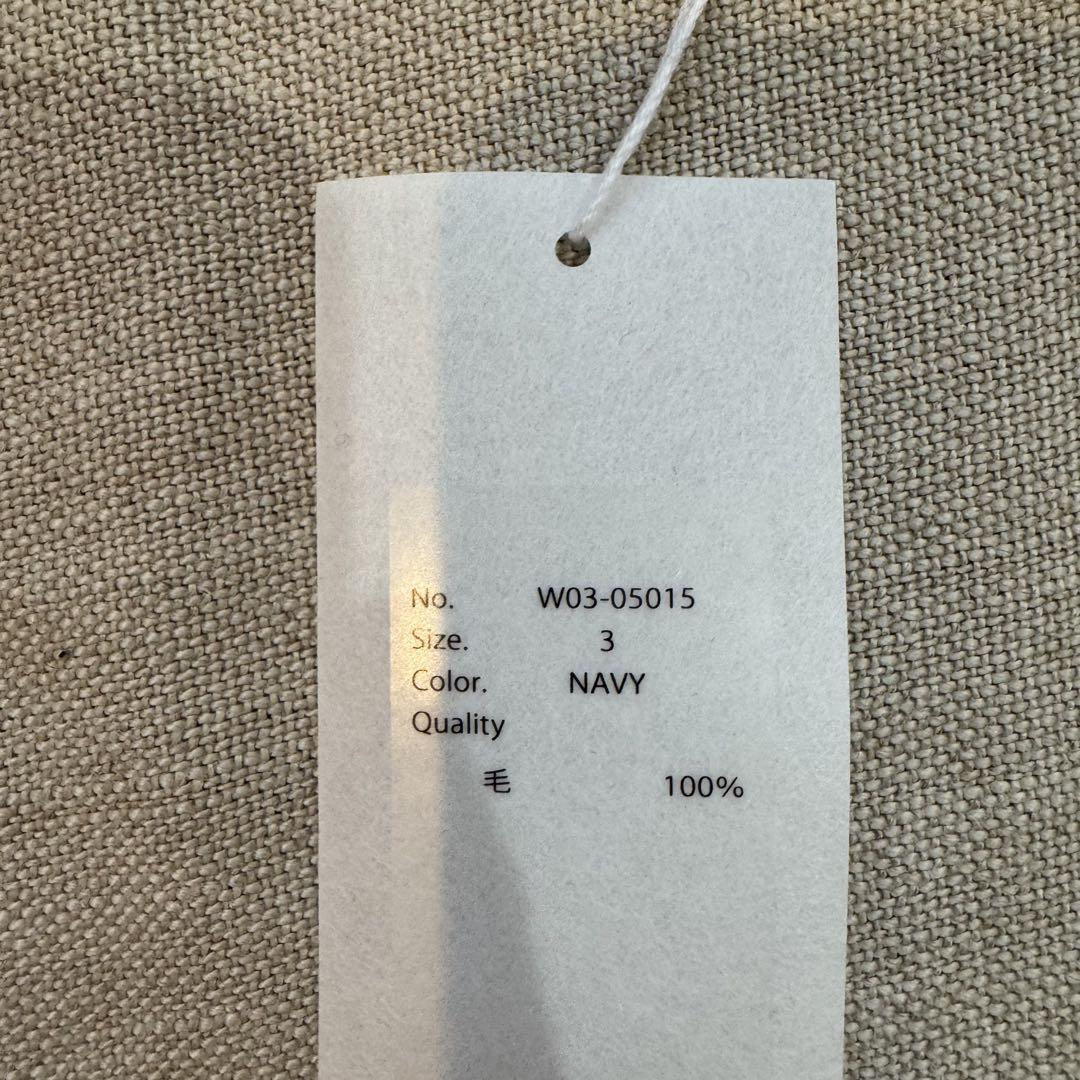 No. W03-05015
Size. 3
Color. NAVY
Quality
毛 100%